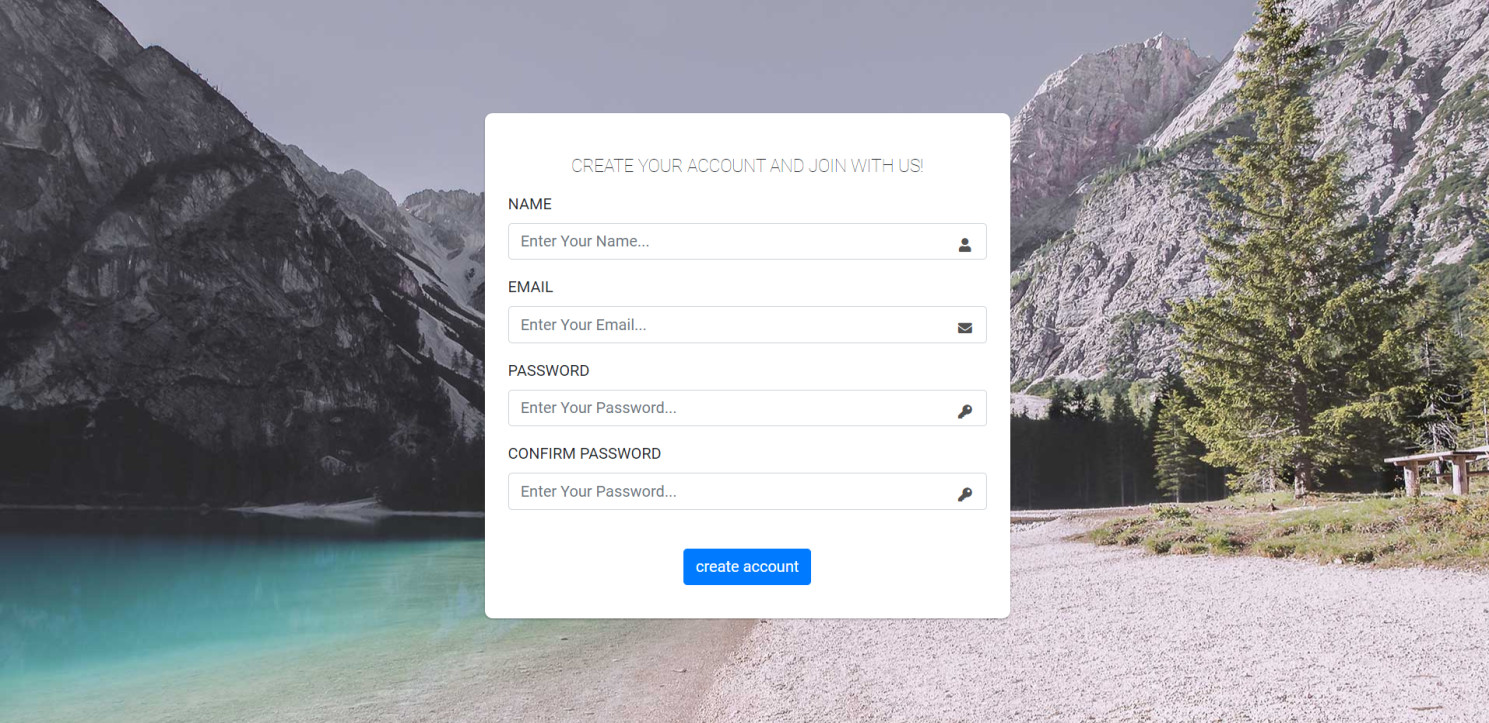 CREATE YOUR ACCOUNT AND JOIN WITH US!
NAME
Enter Your Name...
EMAIL
Enter Your Email...
PASSWORD
Enter Your Password...
CONFIRM PASSWORD
Enter Your Password...
create account